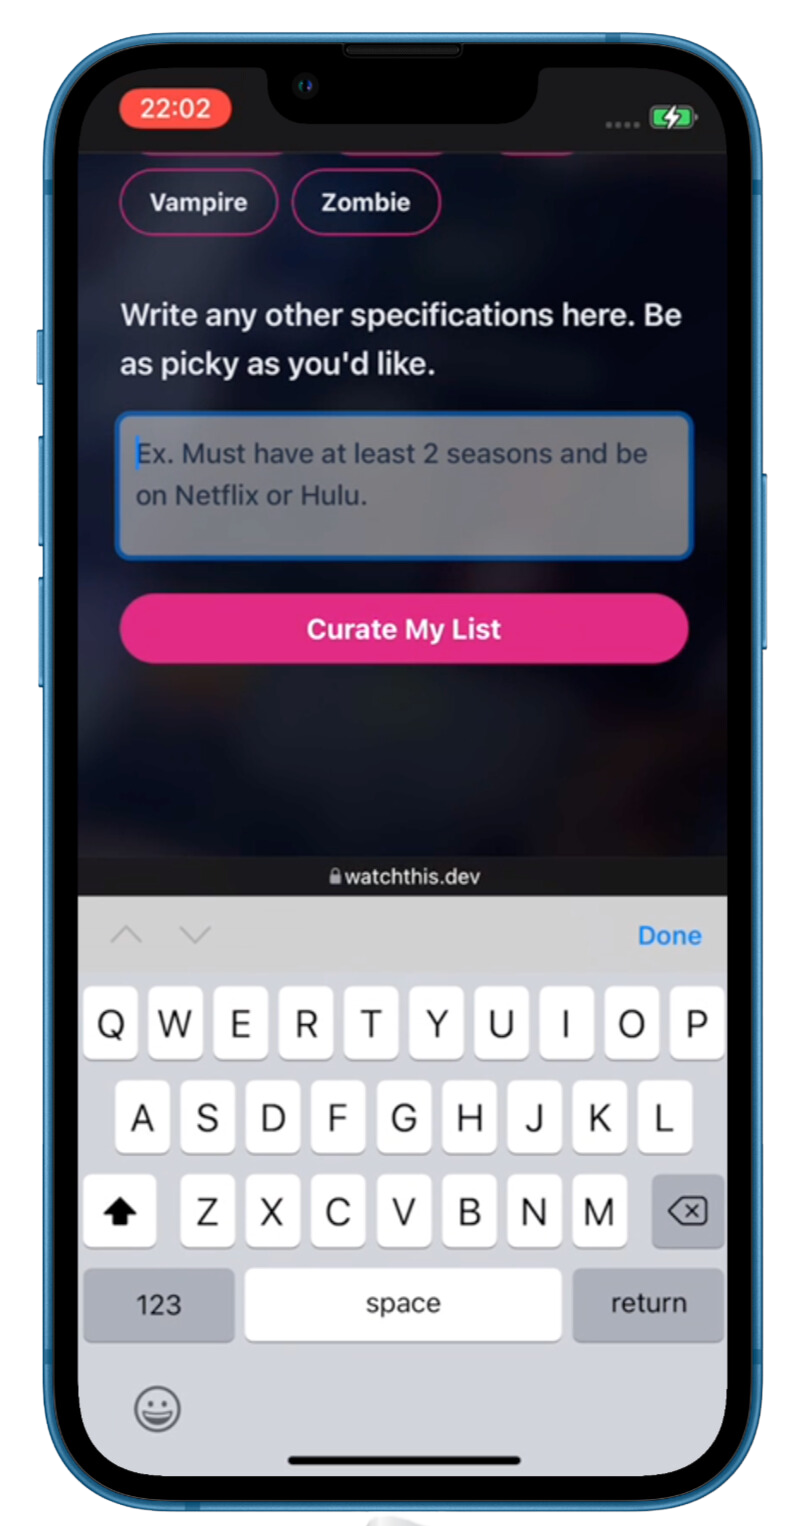 22:02
Vampire Zombie
Write any other specifications here. Be
as picky as you'd like.
Ex. Must have at least 2 seasons and be
on Netflix or Hulu.
Curate My List
watchthis.dev
Done
Q W E R T Y U I O P
A S D F G H J K L
Z X C V B N M
123 space return